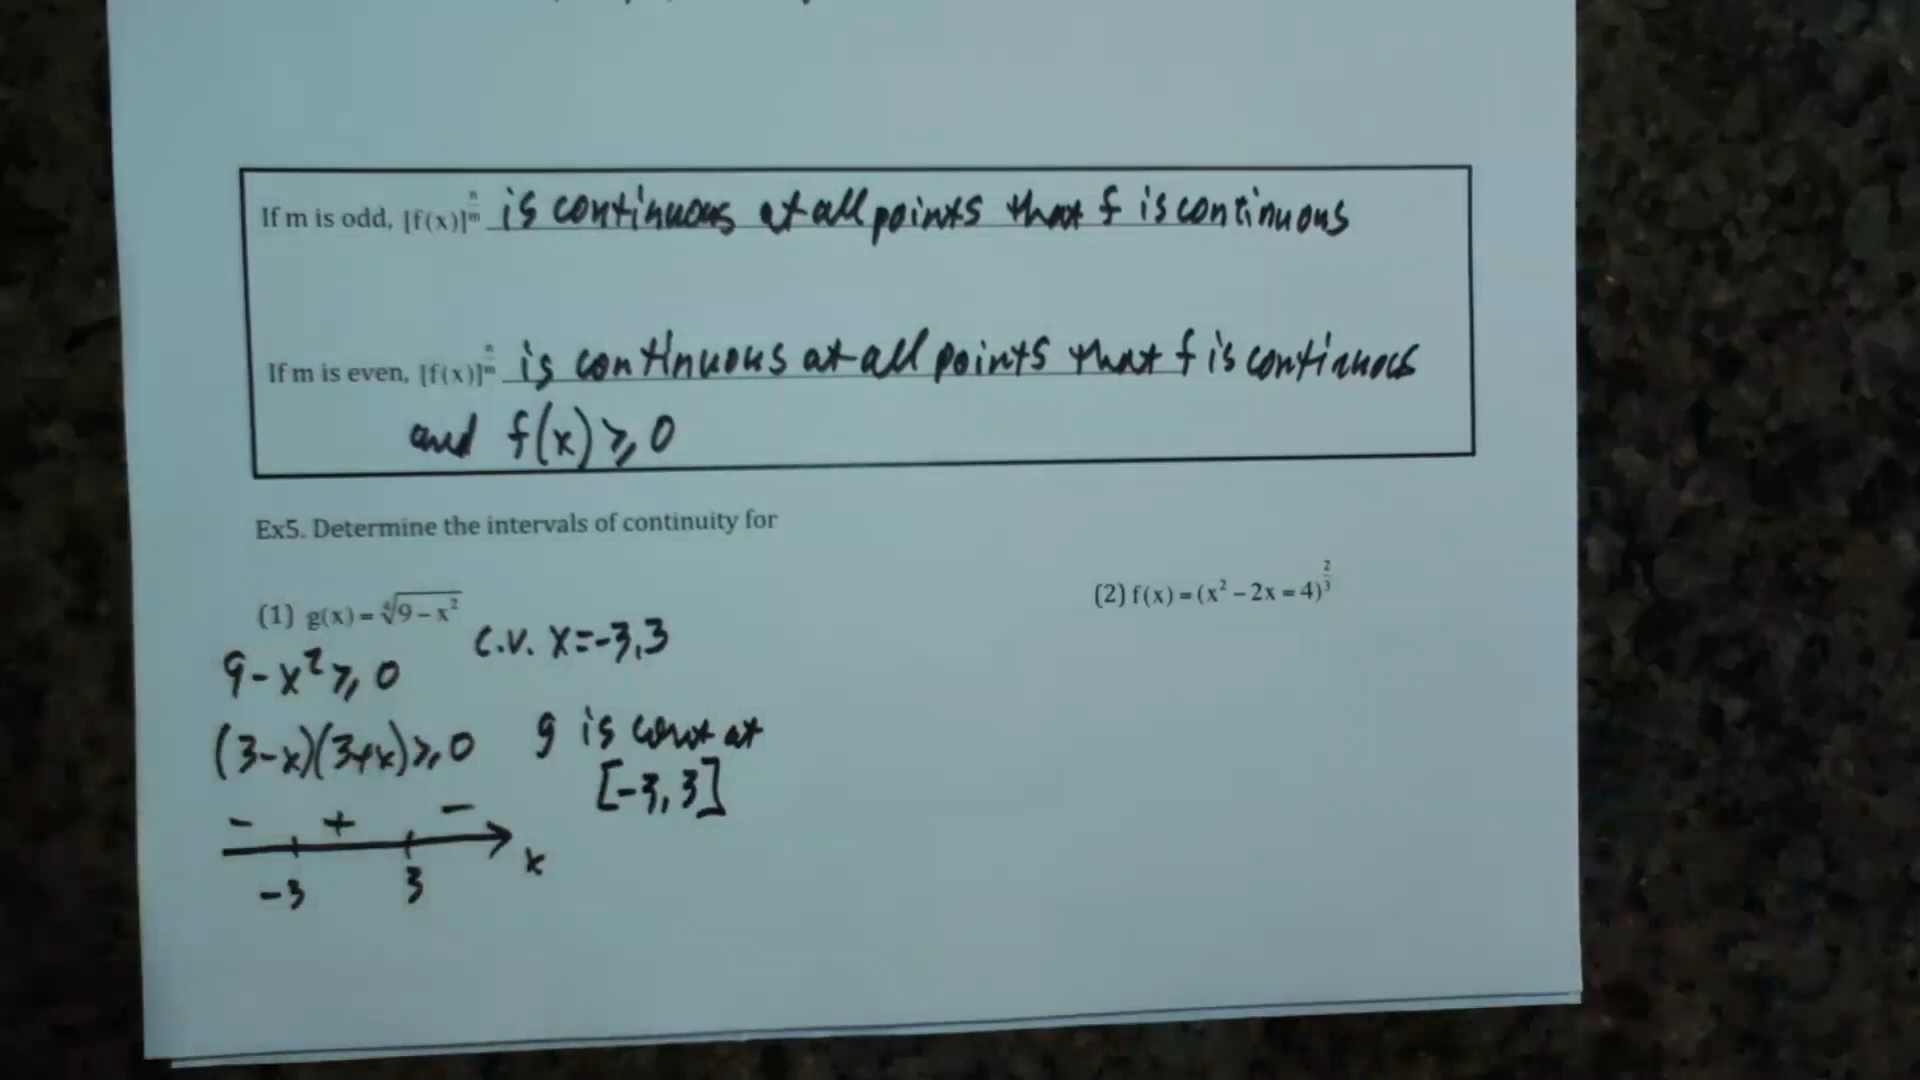 If m is odd, [f(x)]^(n/m) is continuous at all points that f is continuous
If m is even, [f(x)]^(n/m) is continuous at all points that f is continuous
and f(x) ⩾ 0
Ex5. Determine the intervals of continuity for
(1) g(x) = ∜(9 – x²)
(2) f(x) = (x² – 2x = 4)^(2/3)
c.v. x=-3,3
9-x² ⩾ 0
(3-x)(3+x) ⩾ 0
g is cont at
[-3,3]
- + -
-3 3 x